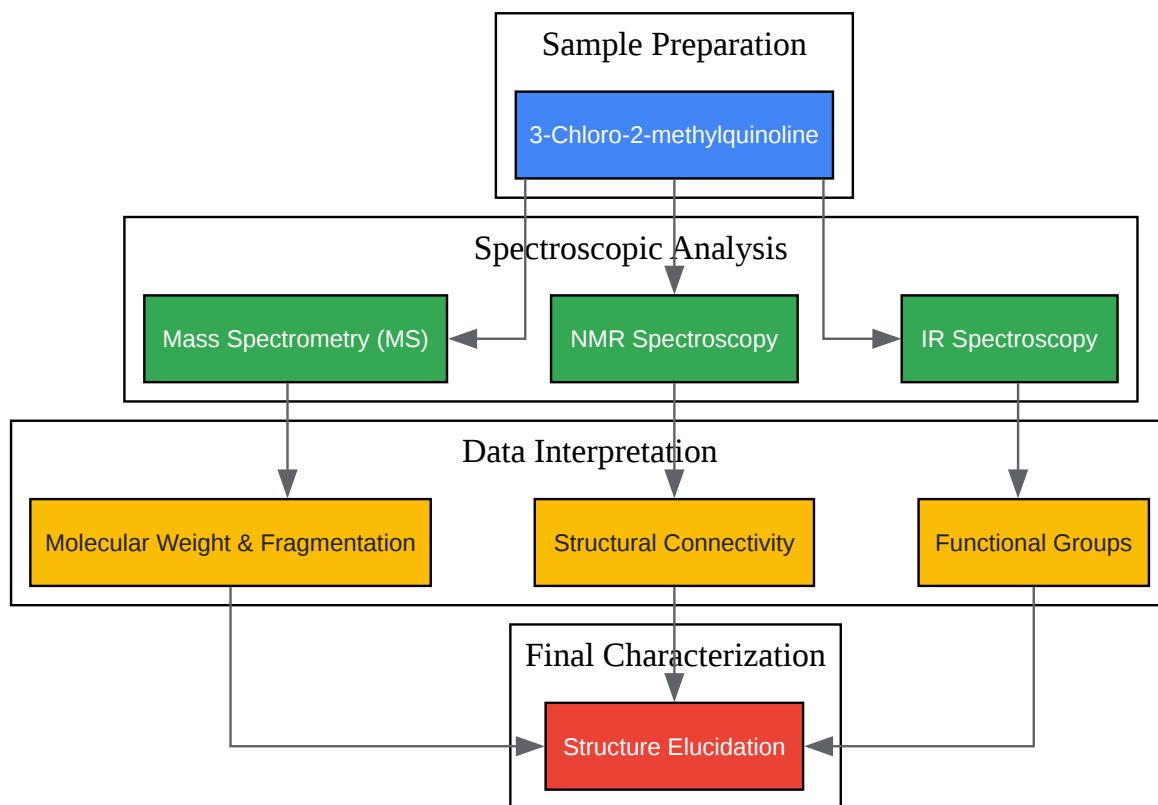 Sample Preparation
3-Chloro-2-methylquinoline
Spectroscopic Analysis
Mass Spectrometry (MS)
NMR Spectroscopy
IR Spectroscopy
Data Interpretation
Molecular Weight & Fragmentation
Structural Connectivity
Functional Groups
Final Characterization
Structure Elucidation